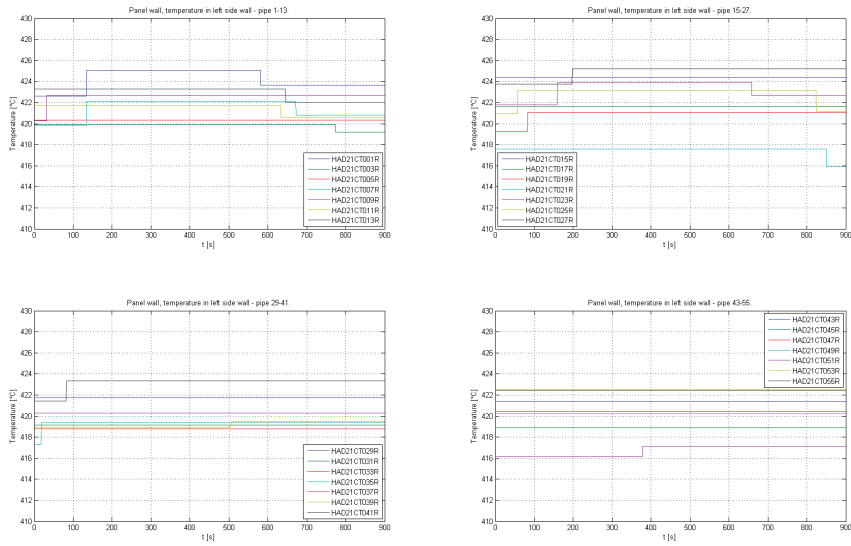 Panel wall, temperature in left side wall - pipe 1-13.
Temperature [°C]
430
428
426
424
422
420
418
416
414
412
410
0 100 200 300 400 500 600 700 800 900
t [s]
HAD21CT001R
HAD21CT003R
HAD21CT005R
HAD21CT007R
HAD21CT009R
HAD21CT011R
HAD21CT013R
Panel wall, temperature in left side wall - pipe 15-27.
Temperature [°C]
430
428
426
424
422
420
418
416
414
412
410
0 100 200 300 400 500 600 700 800 900
t [s]
HAD21CT015R
HAD21CT017R
HAD21CT019R
HAD21CT021R
HAD21CT023R
HAD21CT025R
HAD21CT027R
Panel wall, temperature in left side wall - pipe 29-41.
Temperature [°C]
430
428
426
424
422
420
418
416
414
412
410
0 100 200 300 400 500 600 700 800 900
t [s]
HAD21CT029R
HAD21CT031R
HAD21CT033R
HAD21CT035R
HAD21CT037R
HAD21CT039R
HAD21CT041R
Panel wall, temperature in left side wall - pipe 43-55.
Temperature [°C]
430
428
426
424
422
420
418
416
414
412
410
0 100 200 300 400 500 600 700 800 900
t [s]
HAD21CT043R
HAD21CT045R
HAD21CT047R
HAD21CT049R
HAD21CT051R
HAD21CT053R
HAD21CT055R